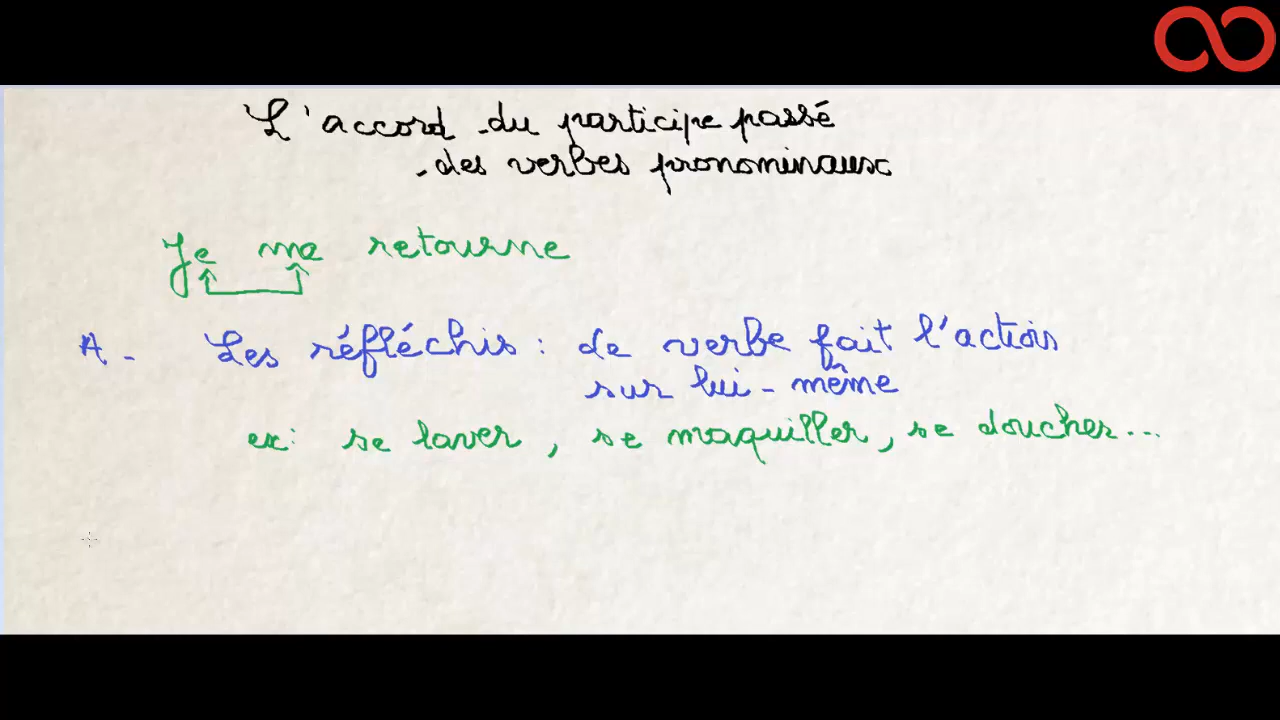 L'accord du participe passé
des verbes pronominaux
Je me retourne
A - Les réfléchis : le verbe fait l'action
sur lui-même
ex: se laver, se maquiller, se doucher...